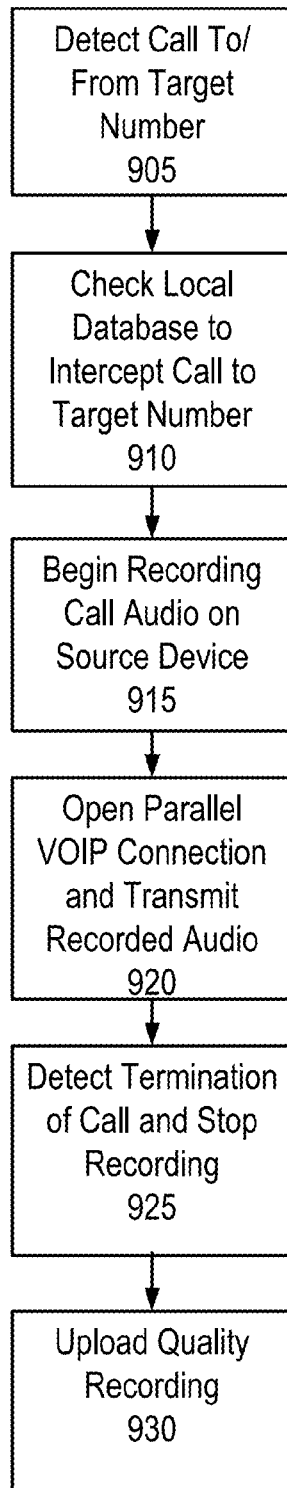 Detect Call To/
From Target
Number
905
Check Local
Database to
Intercept Call to
Target Number
910
Begin Recording
Call Audio on
Source Device
915
Open Parallel
VOIP Connection
and Transmit
Recorded Audio
920
Detect Termination
of Call and Stop
Recording
925
Upload Quality
Recording
930